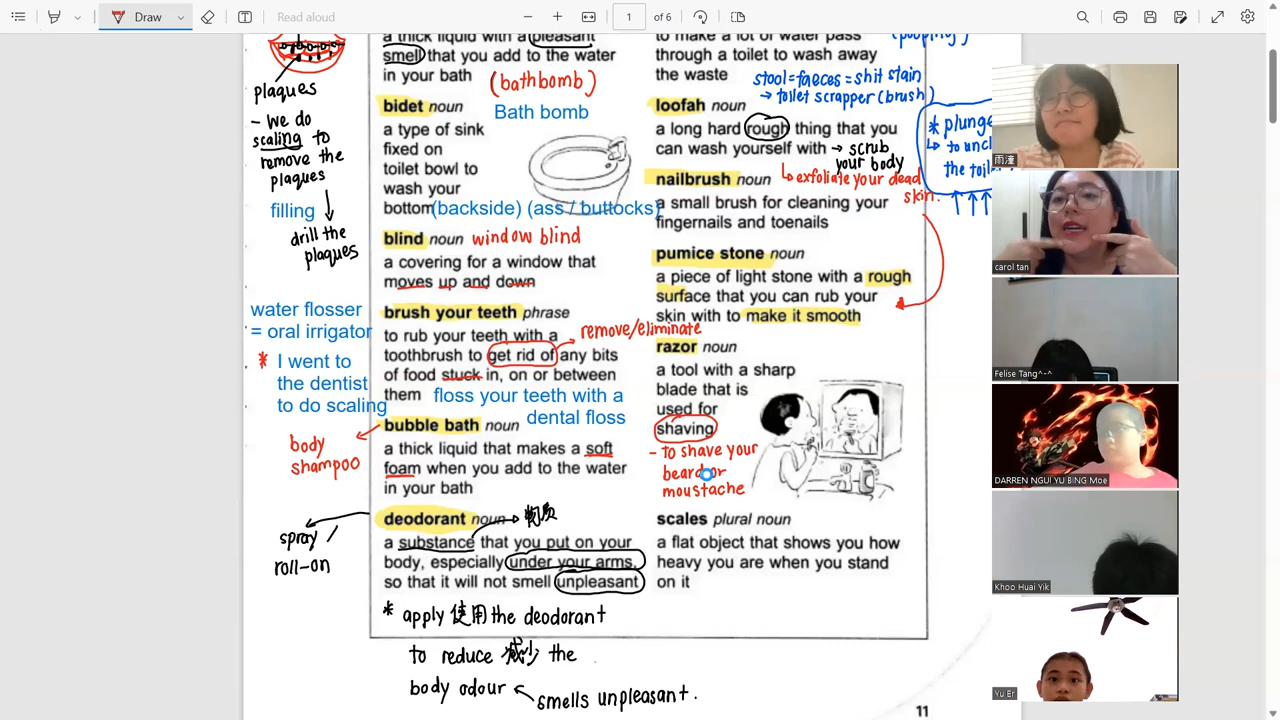 Draw
Read aloud
1
of 6
plaques
- We do
scaling to
remove the
plaques
filling
drill the
plaques
water flosser
= oral irrigator
* I went to
the dentist
to do scaling
body
shampoo
spray /
roll-on
a thick liquid with a pleasant
smell that you add to the water
in your bath
(bathbomb)
Bath bomb
bidet noun
a type of sink
fixed on
toilet bowl to
wash your
bottom (backside) (ass / buttocks)
blind noun window blind
a covering for a window that
moves up and down
brush your teeth phrase
to rub your teeth with a
toothbrush to get rid of any bits
of food stuck in, on or between
them
remove/eliminate
floss your teeth with a
dental floss
bubble bath noun
a thick liquid that makes a soft
foam when you add to the water
in your bath
deodorant noun
a substance that you put on your
body, especially under your arms,
so that it will not smell unpleasant
* apply 使用 the deodorant
to reduce 减少 the
body odour
smells unpleasant.
to make a lot of water pass
through a toilet to wash away
the waste
(pooping)
stool = faeces = shit stain
→ toilet scrapper (brush)
loofah noun
a long hard rough thing that you
can wash yourself with → scrub
your body
exfoliate your dead
skin.
nailbrush noun
a small brush for cleaning your
fingernails and toenails
pumice stone noun
a piece of light stone with a rough
surface that you can rub your
skin with to make it smooth
razor noun
a tool with a sharp
blade that is
used for
shaving
- to shave your
beard or
moustache
scales plural noun
a flat object that shows you how
heavy you are when you stand
on it
11
雨潼
carol tan
Felise Tang^-^
DARREN NGUI YU BING Moe
Khoo Huai Yik
Yu Er